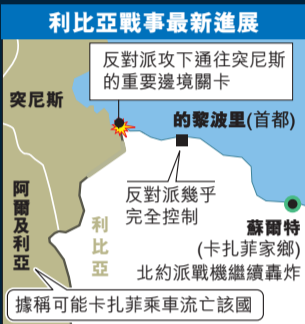 利比亞戰事最新進展
反對派攻下通往突尼斯
的重要邊境關卡
突尼斯
的黎波里(首都)
反對派幾乎
完全控制
阿爾及利亞
利比亞
蘇爾特
(卡扎菲家鄉)
北約派戰機繼續轟炸
據稱可能卡扎菲乘車流亡該國